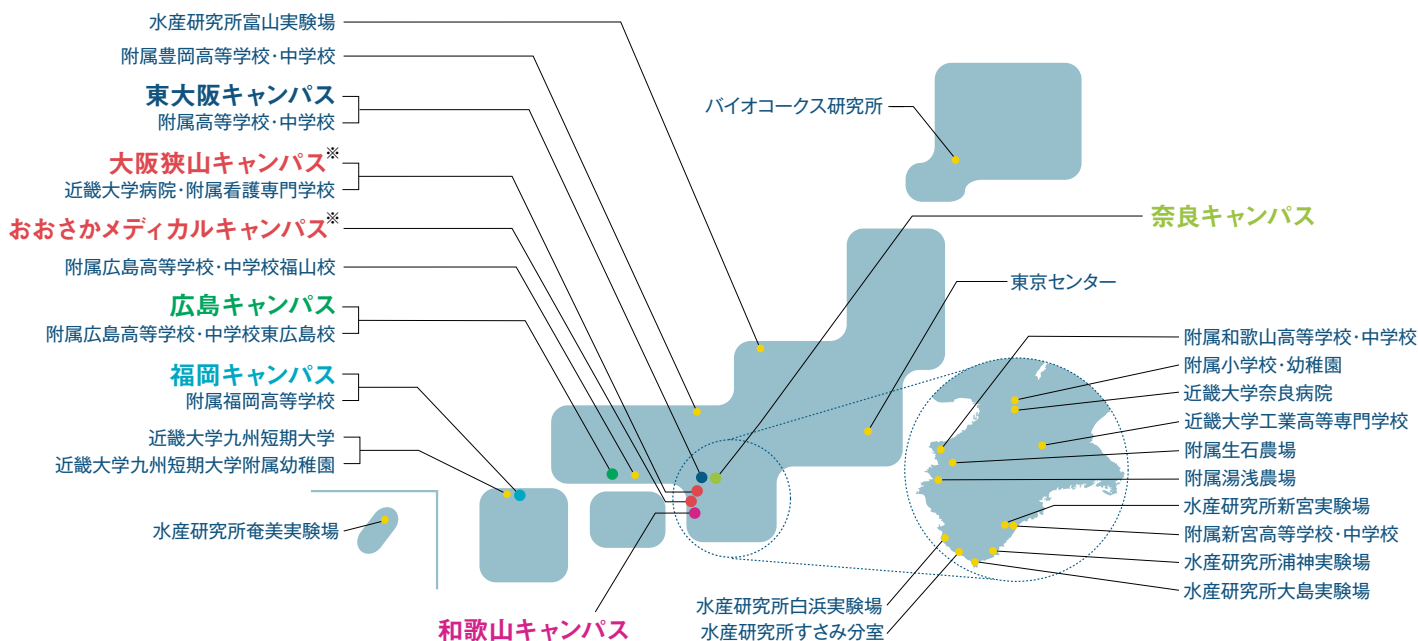 水産研究所富山実験場
附属豊岡高等学校・中学校
東大阪キャンパス
附属高等学校・中学校
大阪狭山キャンパス※
近畿大学病院・附属看護専門学校
おおさかメディカルキャンパス※
附属広島高等学校・中学校福山校
広島キャンパス
附属広島高等学校・中学校東広島校
福岡キャンパス
附属福岡高等学校
近畿大学九州短期大学
近畿大学九州短期大学附属幼稚園
水産研究所奄美実験場
和歌山キャンパス
バイオコークス研究所
奈良キャンパス
東京センター
附属和歌山高等学校・中学校
附属小学校・幼稚園
近畿大学奈良病院
近畿大学工業高等専門学校
附属生石農場
附属湯浅農場
水産研究所新宮実験場
附属新宮高等学校・中学校
水産研究所浦神実験場
水産研究所大島実験場
水産研究所白浜実験場
水産研究所すさみ分室